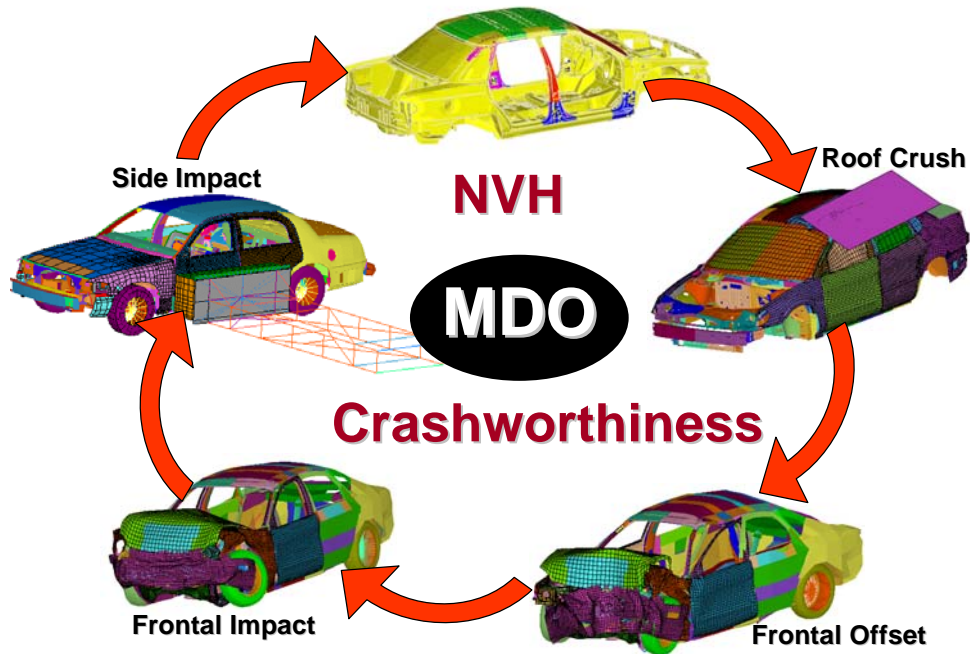 Roof Crush
Side Impact
NVH
MDO
Crashworthiness
Frontal Impact
Frontal Offset